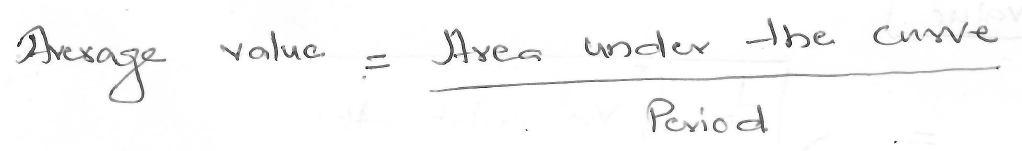 Average value = Area under the curve
Period